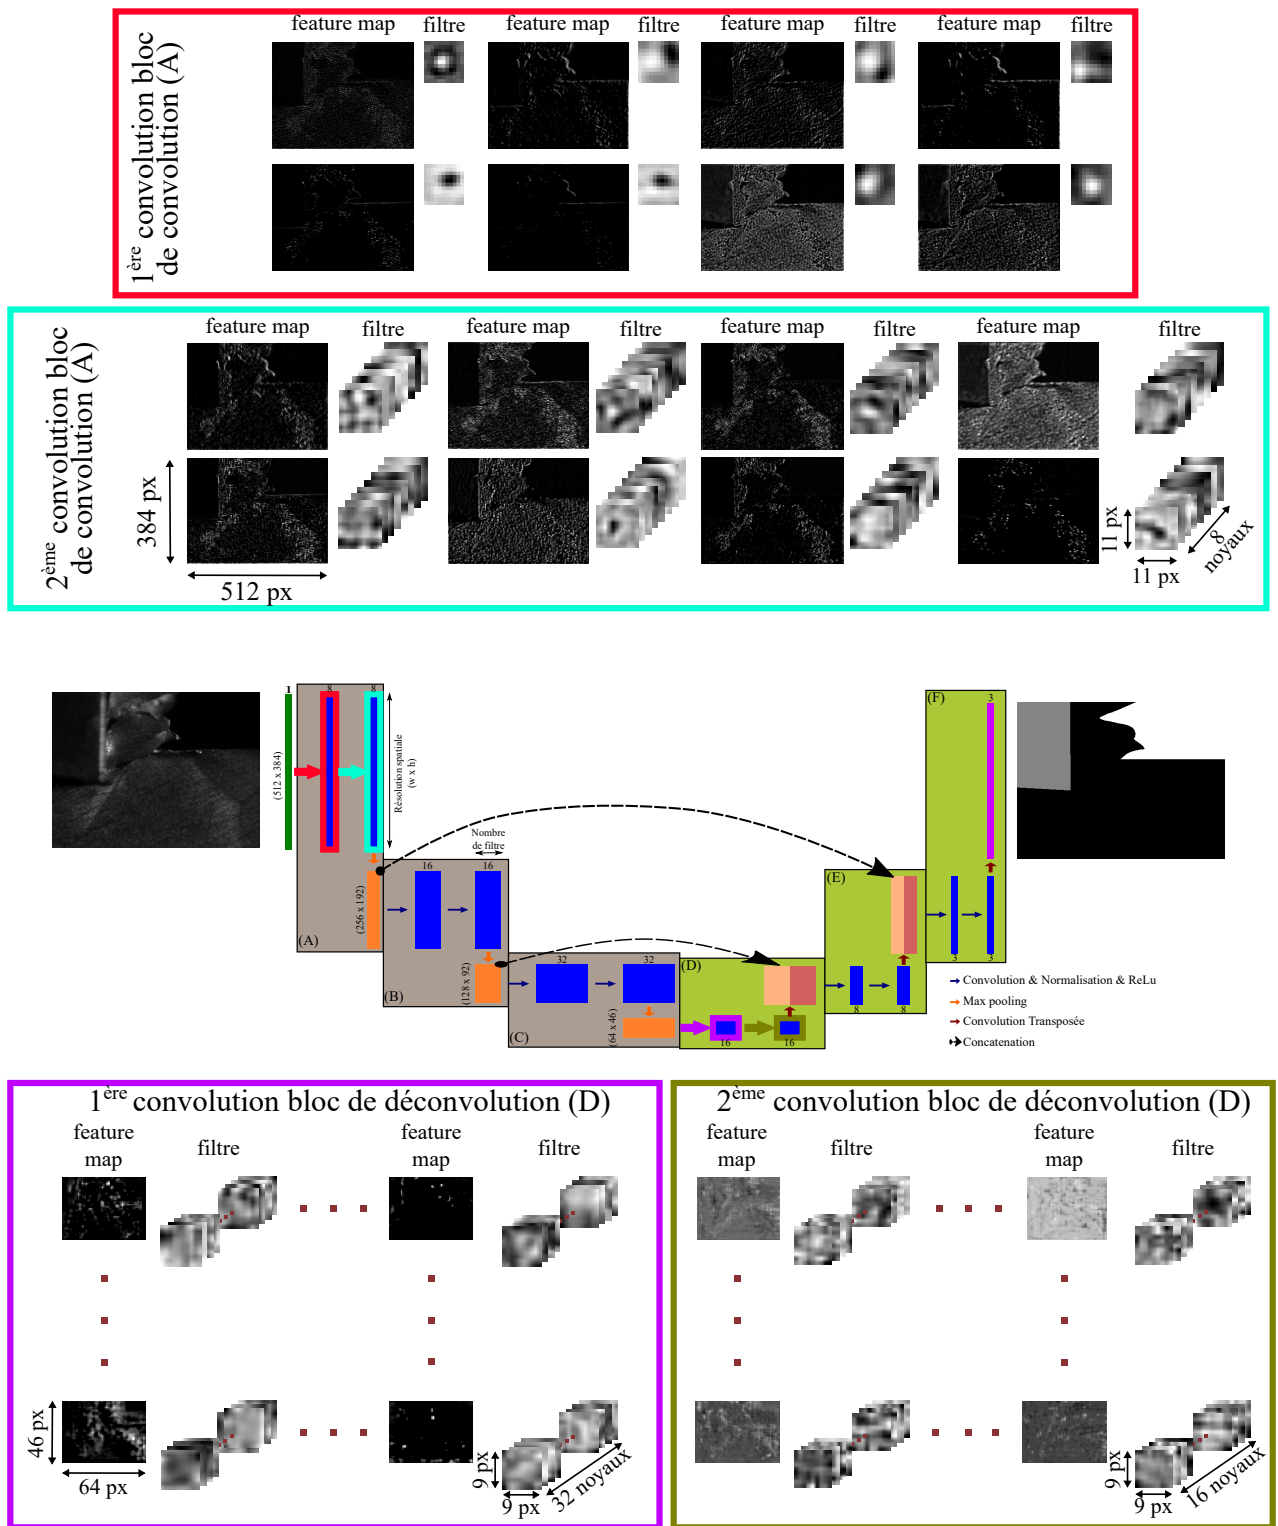 1ère convolution bloc
de convolution (A)
feature map filtre feature map filtre feature map filtre feature map filtre
2ème convolution bloc
de convolution (A)
feature map filtre feature map filtre feature map filtre feature map filtre
384 px
512 px
11 px
11 px
8
noyaux
1
8
8
(512 x 384)
Résolution spatiale
(w x h)
(A)
(256 x 192)
Nombre
de filtre
16
16
(B)
(128 x 92)
32
32
(C)
(64 x 46)
(D)
16
16
(E)
8
8
(F)
3
3
3
Convolution & Normalisation & ReLu
Max pooling
Convolution Transposée
Concatenation
1ère convolution bloc de déconvolution (D)
feature
map
filtre
feature
map
filtre
46 px
64 px
9 px
9 px
32 noyaux
2ème convolution bloc de déconvolution (D)
feature
map
filtre
feature
map
filtre
9 px
9 px
16 noyaux